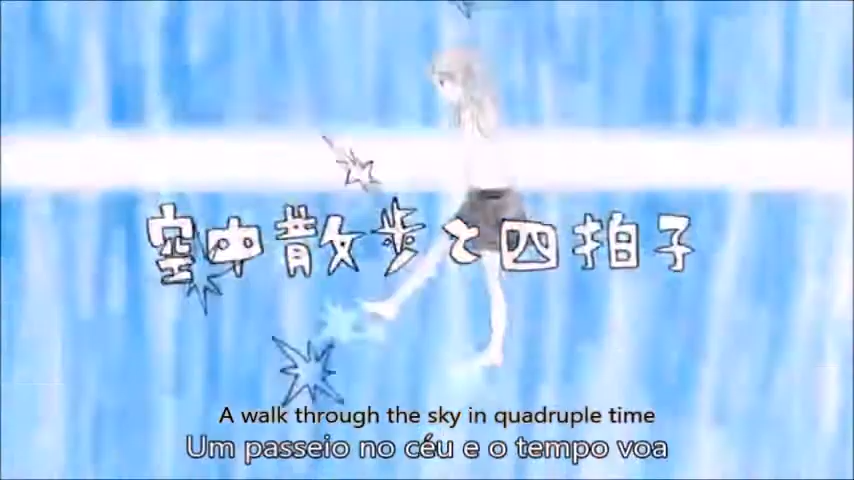 空中散歩と四拍子
A walk through the sky in quadruple time
Um passeio no céu e o tempo voa